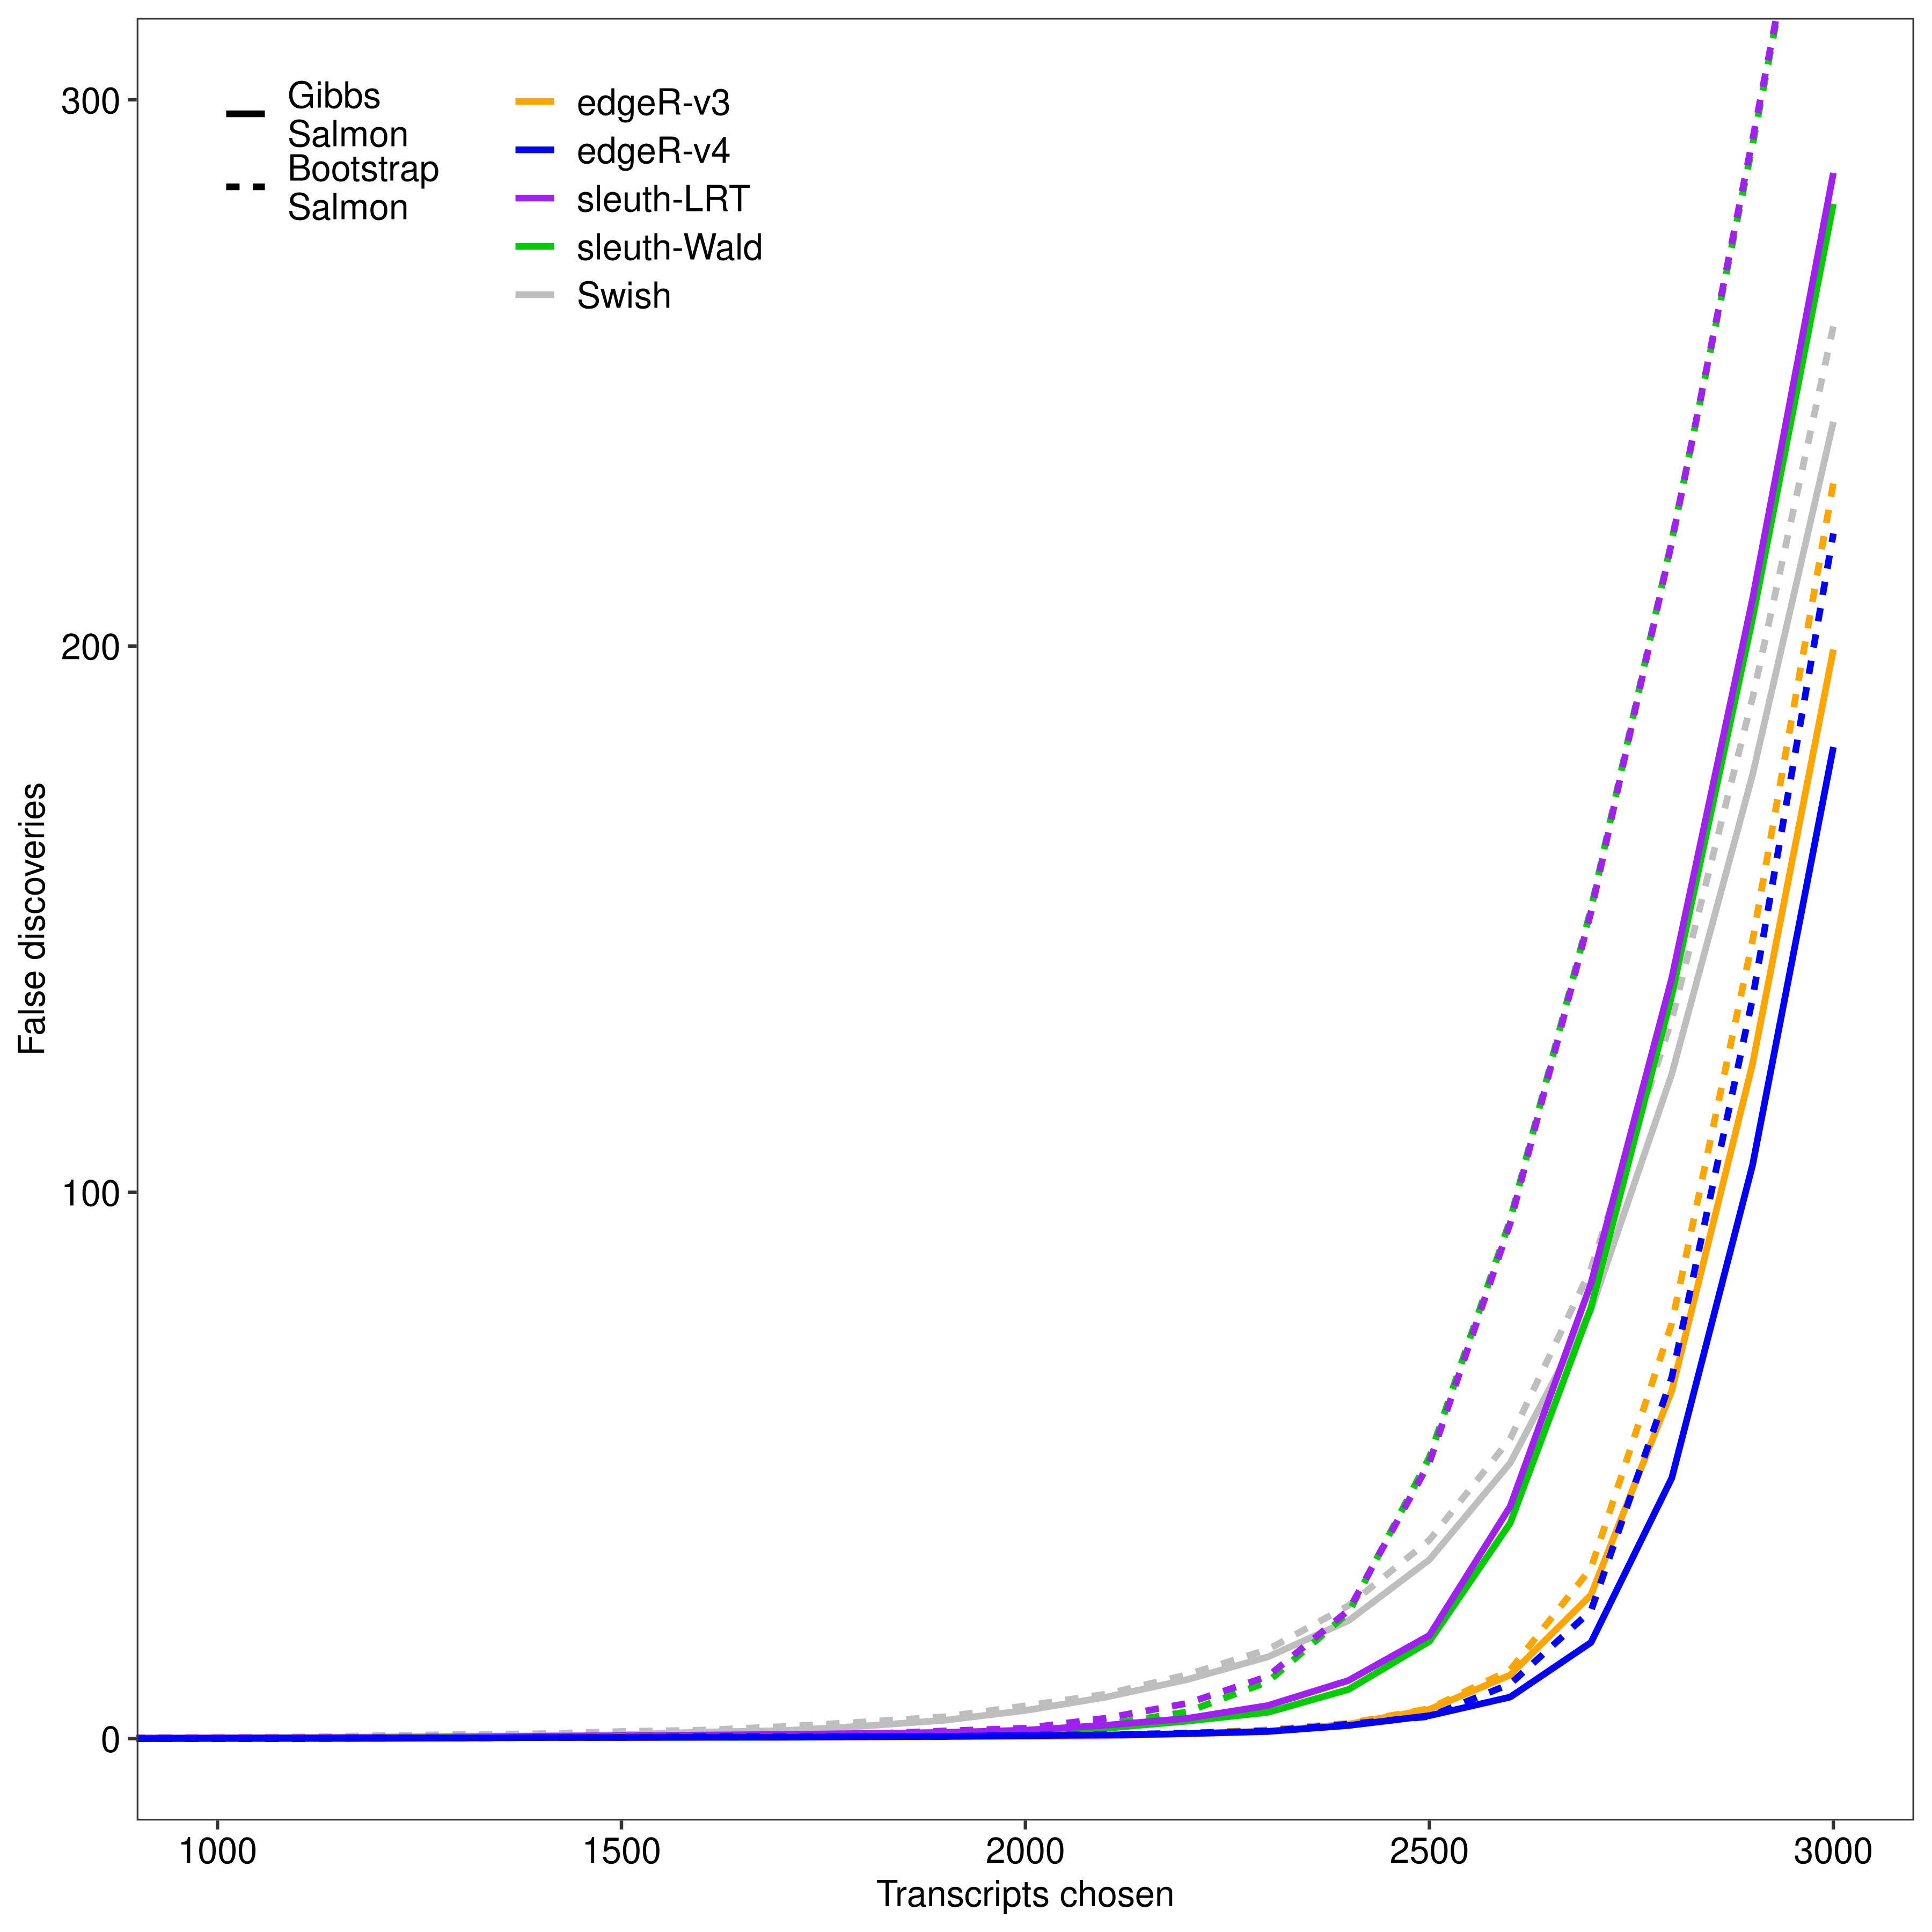 Gibbs
Salmon
Bootstrap
Salmon
edgeR-v3
edgeR-v4
sleuth-LRT
sleuth-Wald
Swish
False discoveries
300
200
100
0
1000 1500 2000 2500 3000
Transcripts chosen